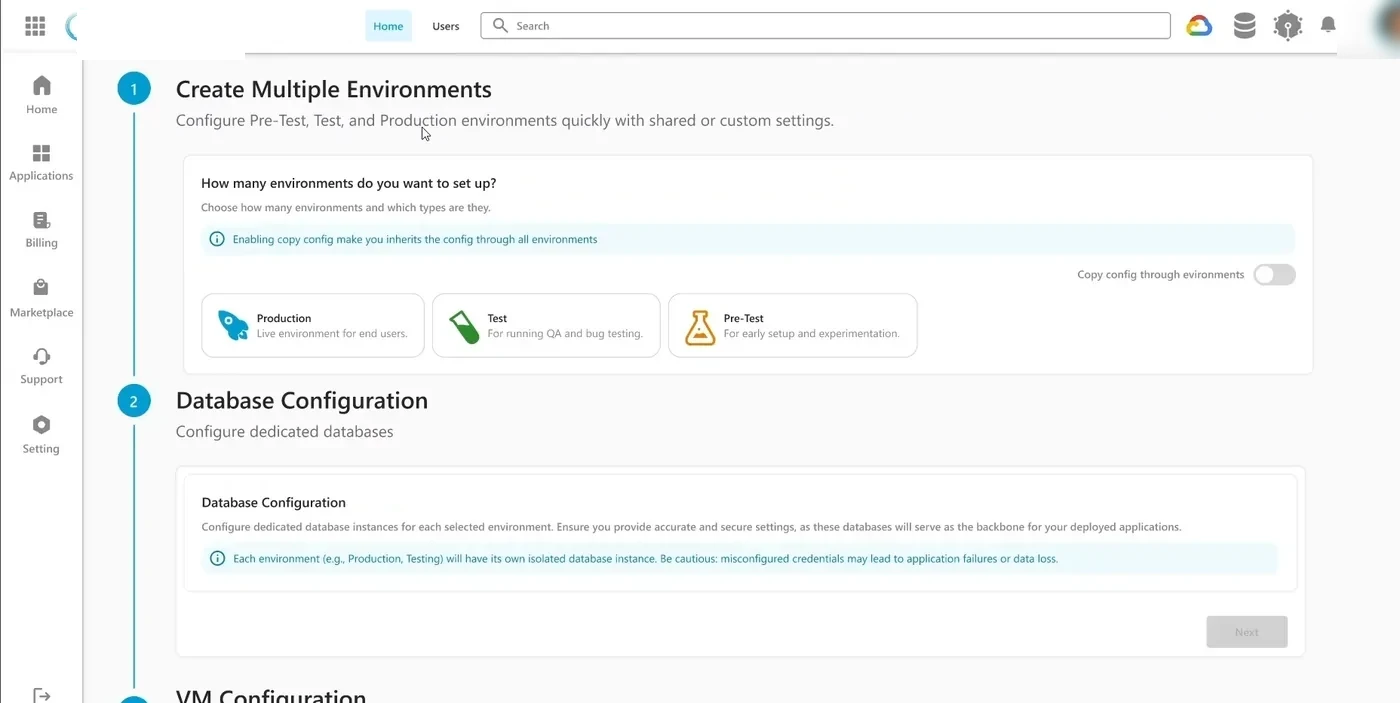 Home
Users
Search
Home
Applications
Billing
Marketplace
Support
Setting
1
Create Multiple Environments
Configure Pre-Test, Test, and Production environments quickly with shared or custom settings.
How many environments do you want to set up?
Choose how many environments and which types are they.
Enabling copy config make you inherits the config through all environments
Copy config through evironments
Production
Live environment for end users.
Test
For running QA and bug testing.
Pre-Test
For early setup and experimentation.
2
Database Configuration
Configure dedicated databases
Database Configuration
Configure dedicated database instances for each selected environment. Ensure you provide accurate and secure settings, as these databases will serve as the backbone for your deployed applications.
Each environment (e.g., Production, Testing) will have its own isolated database instance. Be cautious: misconfigured credentials may lead to application failures or data loss.
Next
VM Configuration